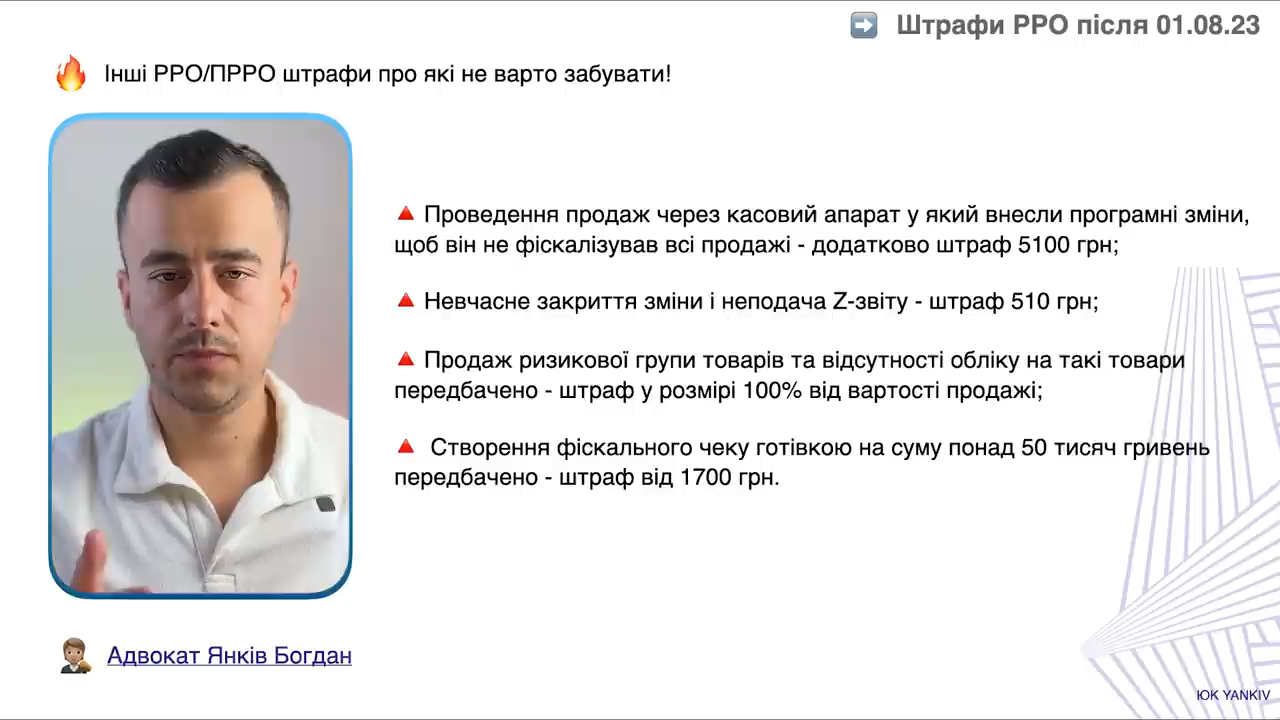 Штрафи РРО після 01.08.23
Інші РРО/ПРРО штрафи про які не варто забувати!
Проведення продаж через касовий апарат у який внесли програмні зміни,
щоб він не фіскалізував всі продажі - додатково штраф 5100 грн;
Невчасне закриття зміни і неподача Z-звіту - штраф 510 грн;
Продаж ризикової групи товарів та відсутності обліку на такі товари
передбачено - штраф у розмірі 100% від вартості продажі;
Створення фіскального чеку готівкою на суму понад 50 тисяч гривень
передбачено - штраф від 1700 грн.
Адвокат Янків Богдан
ЮК YANKIV